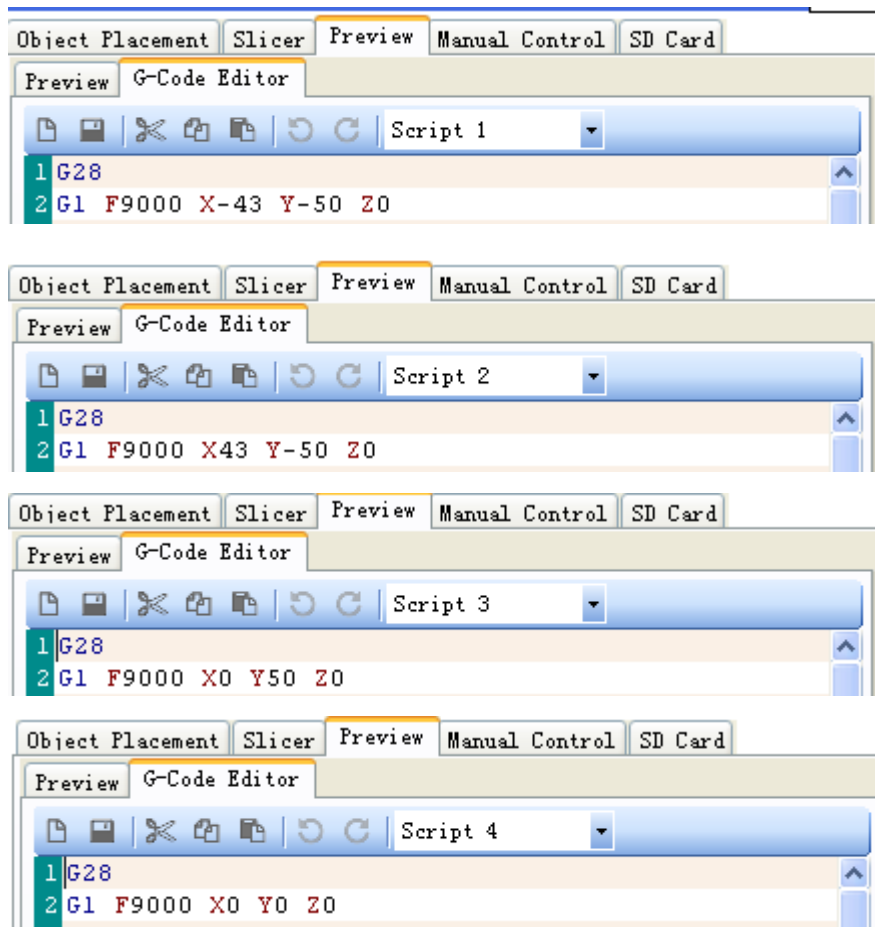 Object Placement Slicer Preview Manual Control SD Card
Preview G-Code Editor
Script 1
1 G28
2 G1 F9000 X-43 Y-50 Z0
Object Placement Slicer Preview Manual Control SD Card
Preview G-Code Editor
Script 2
1 G28
2 G1 F9000 X43 Y-50 Z0
Object Placement Slicer Preview Manual Control SD Card
Preview G-Code Editor
Script 3
1 G28
2 G1 F9000 X0 Y50 Z0
Object Placement Slicer Preview Manual Control SD Card
Preview G-Code Editor
Script 4
1 G28
2 G1 F9000 X0 Y0 Z0